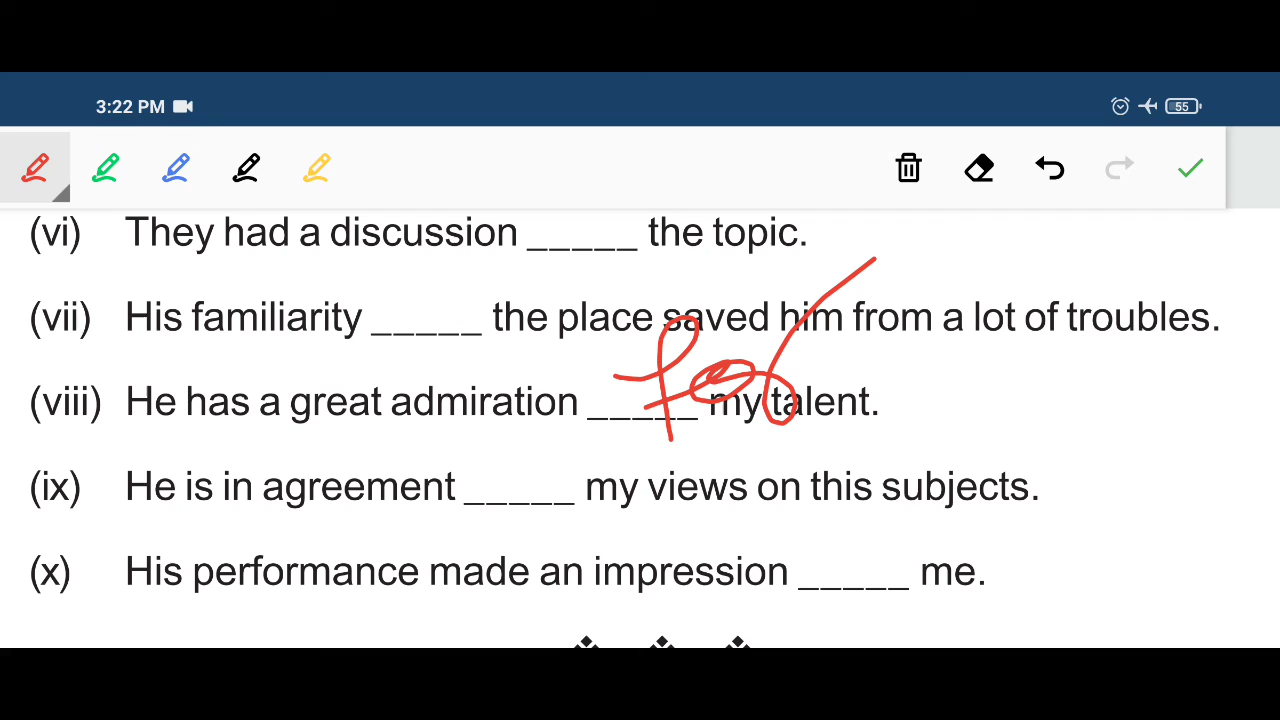 3:22 PM 55
(vi) They had a discussion _____ the topic.
(vii) His familiarity _____ the place saved him from a lot of troubles.
for
(viii) He has a great admiration _____ my talent.
(ix) He is in agreement _____ my views on this subjects.
(x) His performance made an impression _____ me.